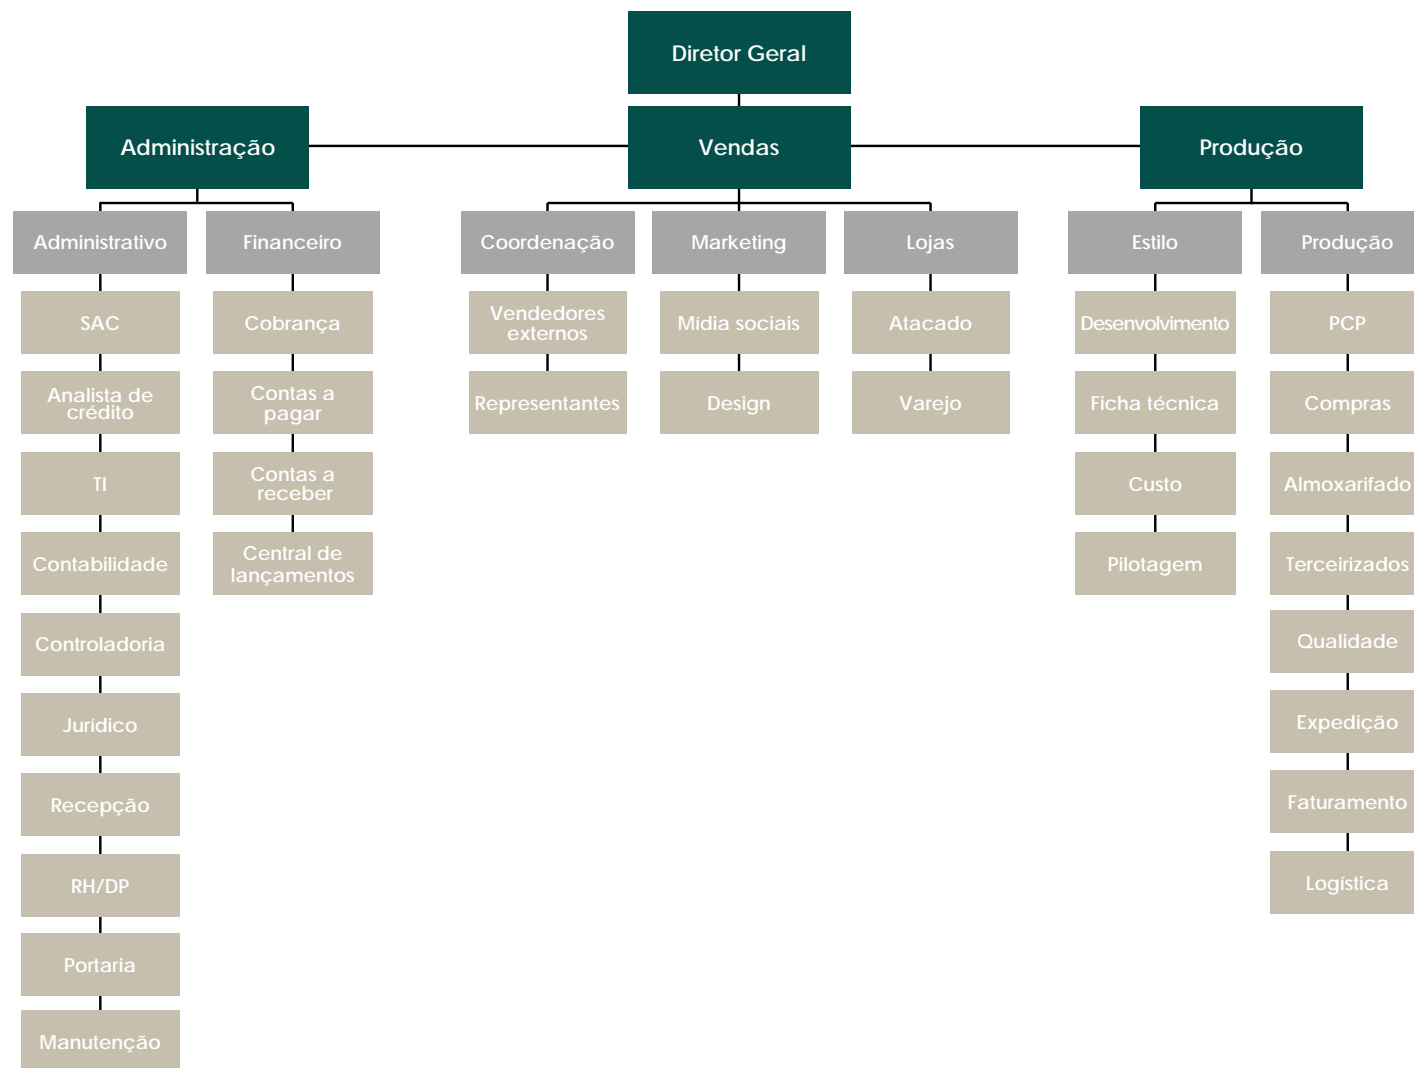 Diretor Geral
Administração
Vendas
Produção
Administrativo
Financeiro
Coordenação
Marketing
Lojas
Estilo
Produção
SAC
Analista de
crédito
TI
Contabilidade
Controladoria
Jurídico
Recepção
RH/DP
Portaria
Manutenção
Cobrança
Contas a
pagar
Contas a
receber
Central de
lançamentos
Vendedores
externos
Representantes
Mídia sociais
Design
Atacado
Varejo
Desenvolvimento
Ficha técnica
Custo
Pilotagem
PCP
Compras
Almoxarifado
Terceirizados
Qualidade
Expedição
Faturamento
Logística